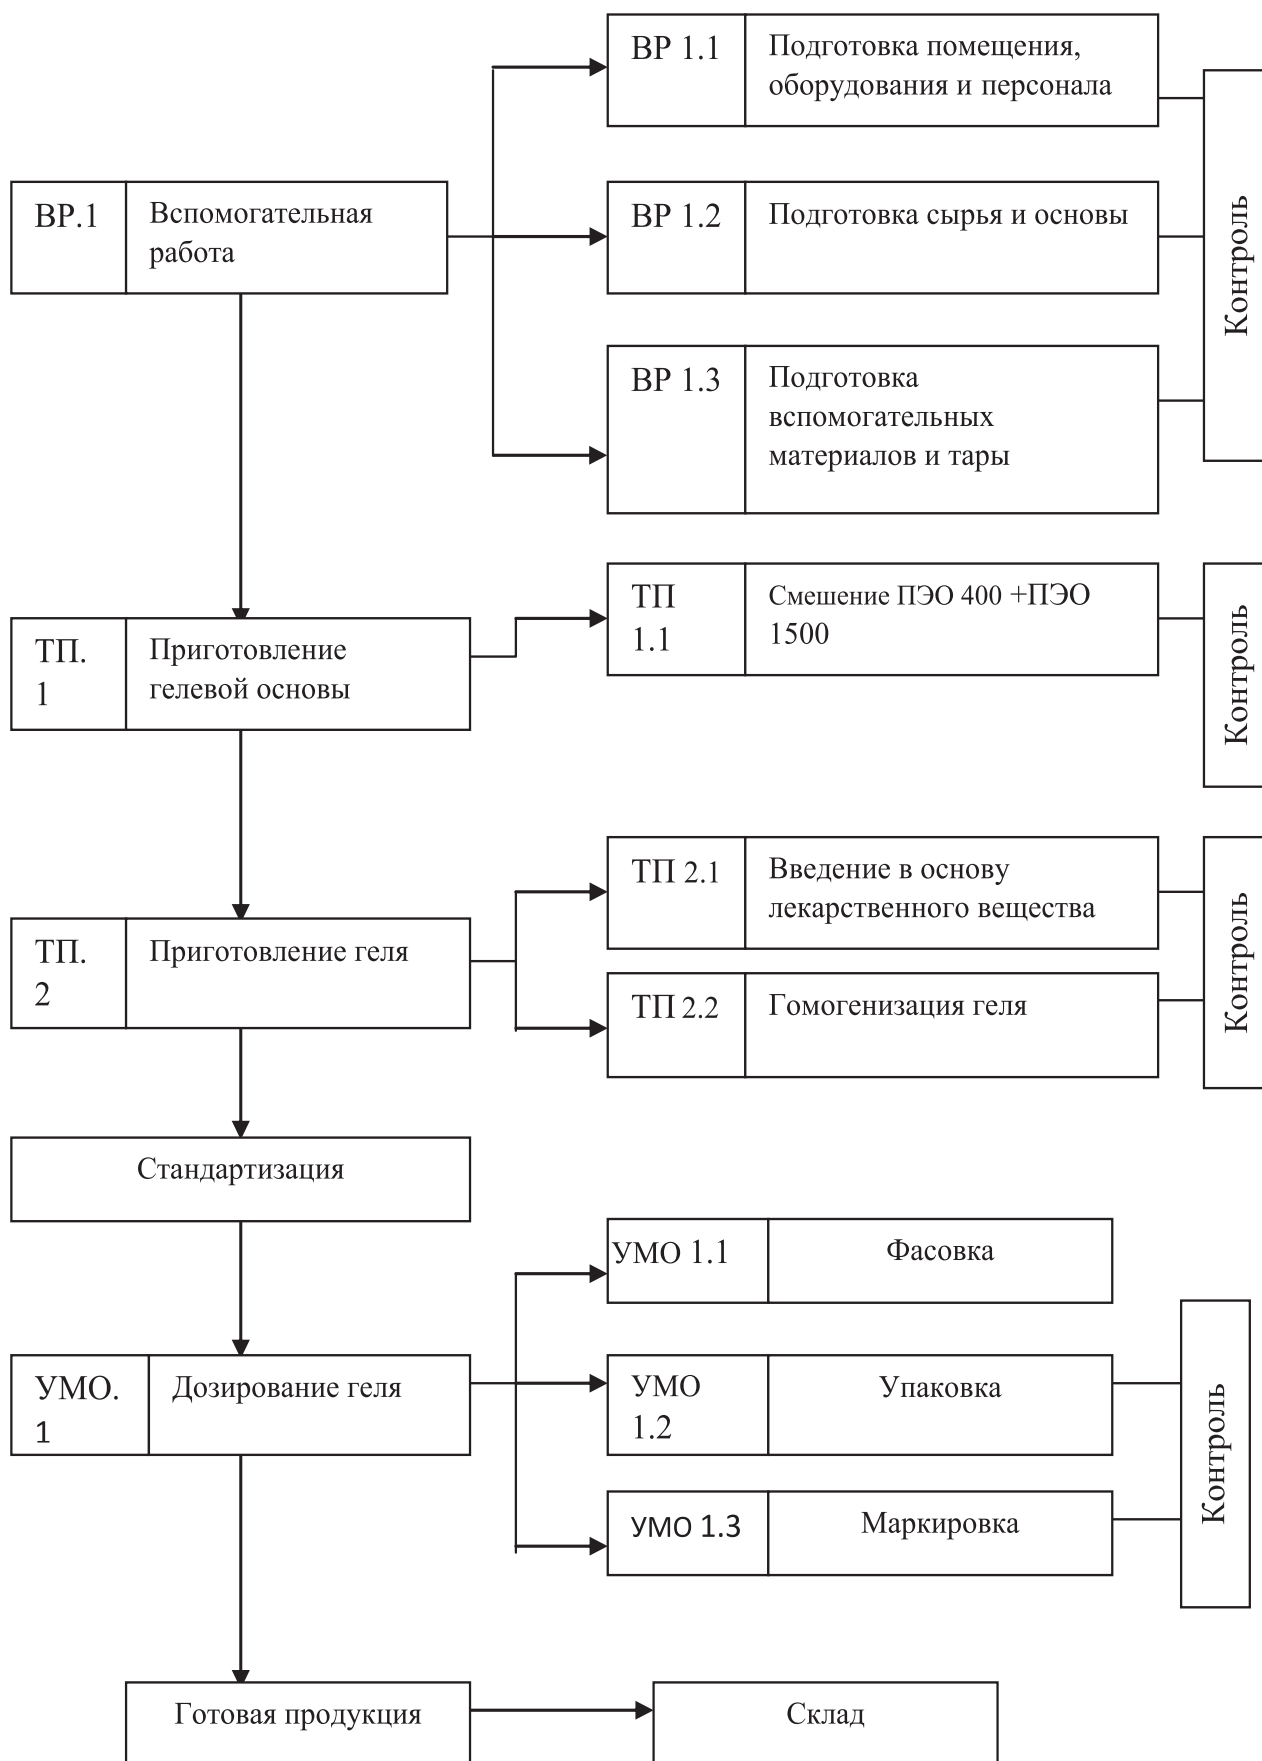 ВР 1.1
Подготовка помещения,
оборудования и персонала
ВР.1
Вспомогательная
работа
ВР 1.2
Подготовка сырья и основы
Контроль
ВР 1.3
Подготовка
вспомогательных
материалов и тары
ТП
1.1
Смешение ПЭО 400 +ПЭО
1500
Контроль
ТП.
1
Приготовление
гелевой основы
ТП 2.1
Введение в основу
лекарственного вещества
Контроль
ТП.
2
Приготовление геля
ТП 2.2
Гомогенизация геля
Стандартизация
УМО 1.1
Фасовка
УМО.
1
Дозирование геля
УМО
1.2
Упаковка
Контроль
УМО 1.3
Маркировка
Готовая продукция
Склад